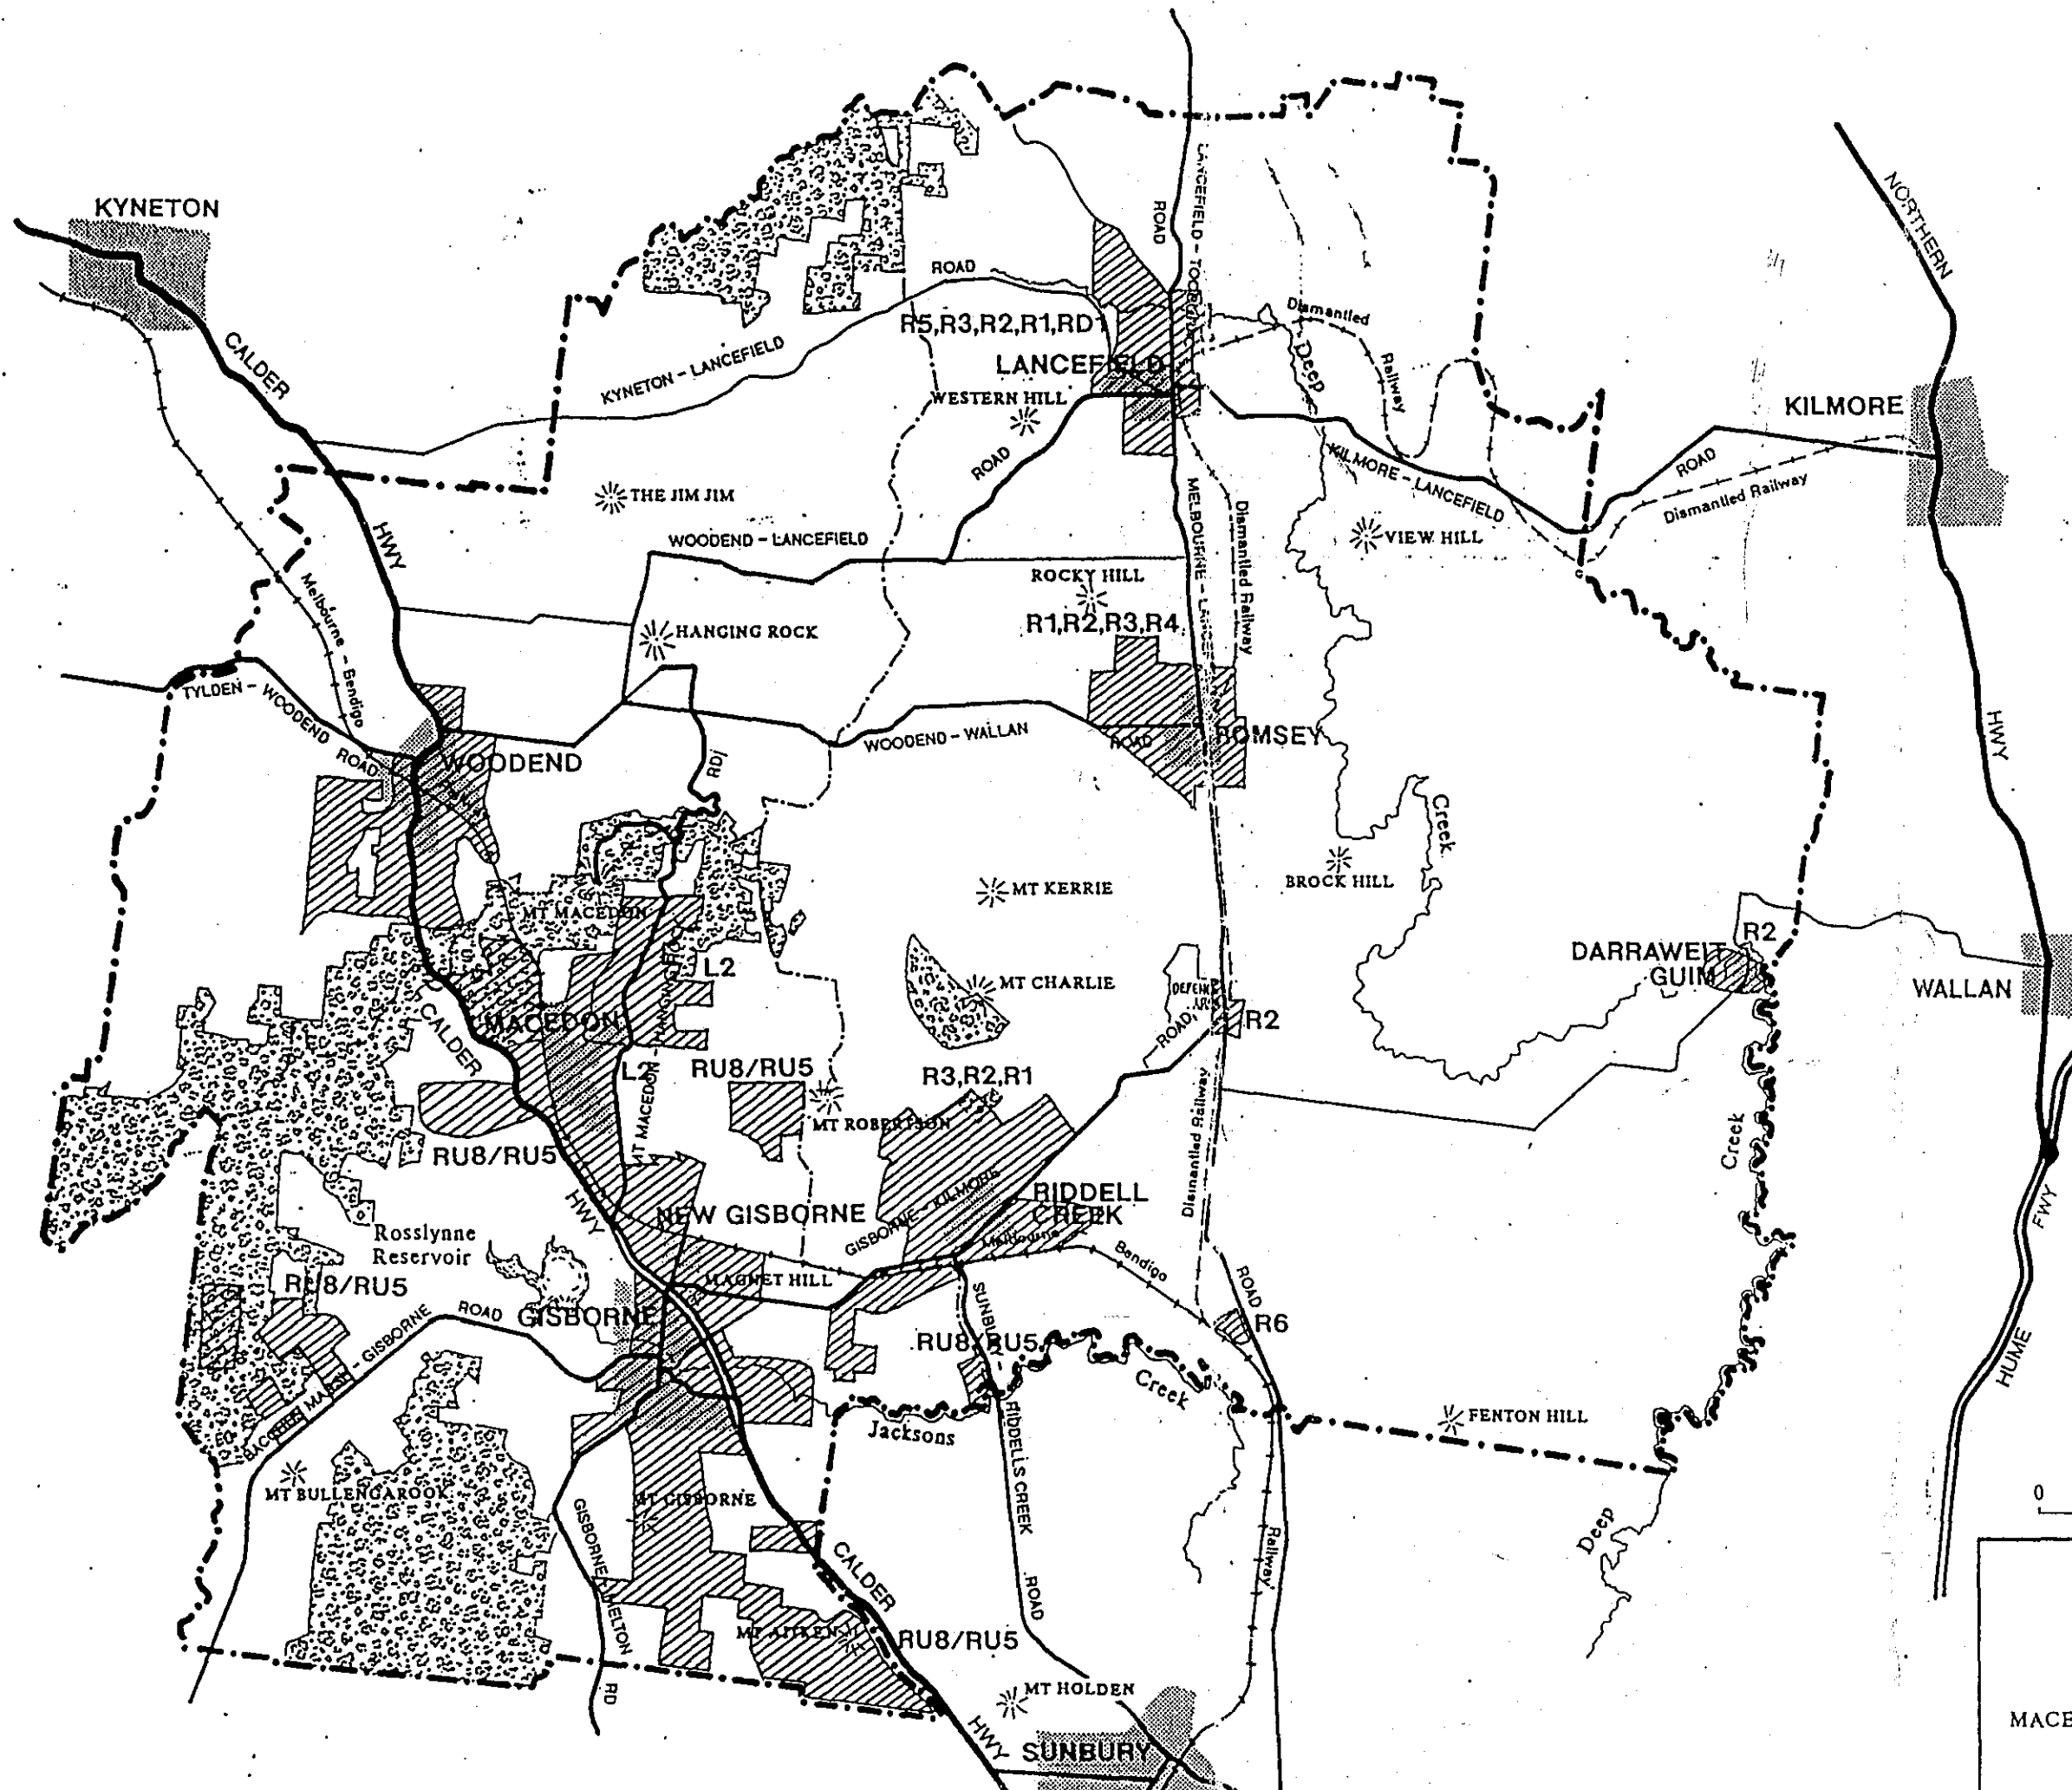 KYNETON
NORTHERN
ROAD
LANCEFIELD - TOOBORAC
ROAD
Dismantled
R5,R3,R2,R1,RD1
CALDER
KYNETON - LANCEFIELD
LANCEFIELD
Deep
Railway
WESTERN HILL
KILMORE
ROAD
ROAD
KILMORE - LANCEFIELD
Dismantled Railway
THE JIM JIM
MELBOURNE - LANCEFIELD
Dismantled Railway
HWY
WOODEND - LANCEFIELD
VIEW HILL
ROCKY HILL
Melbourne - Bendigo
R1,R2,R3,R4
HANGING ROCK
TYLDEN - WOODEND ROAD
HWY
WOODEND - WALLAN
ROAD
ROMSEY
WOODEND
RD
Creek
BROCK HILL
MT KERRIE
MT MACEDON
R2
DARRAWEIT
GUIM
L2
MT CHARLIE
WALLAN
CALDER
MACEDON
ROAD
R2
L2
MT MACEDON - HANGING ROCK
RU8/RU5
R3,R2,R1
Dismantled Railway
MT ROBERTSON
Creek
RU8/RU5
HWY
NEW GISBORNE
GISBORNE - KILMORE
RIDDELL
CREEK
Melbourne
Bendigo
FWY
Rosslynne
Reservoir
RU8/RU5
MAGNET HILL
SUNBURY -
ROAD
GISBORNE
ROAD
BACCHUS MARSH - GISBORNE
RU8/RU5
R6
HUME
Creek
Jacksons
RIDDELLS CREEK
FENTON HILL
MT BULLENGAROOK
MT GISBORNE
0
GISBORNE - MELTON
Deep
CALDER
Railway
ROAD
MT AITKEN
RU8/RU5
RD
MT HOLDEN
HWY
SUNBURY
MACE